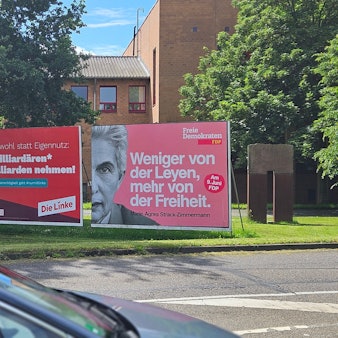 wohl statt Eigennutz:
illiardären*
iarden nehmen!
Die Linke
Freie
Demokraten
FDP
Weniger von
der Leyen,
mehr von
der Freiheit.
Am
9. Juni
FDP
Marie-Agnes Strack-Zimmermann